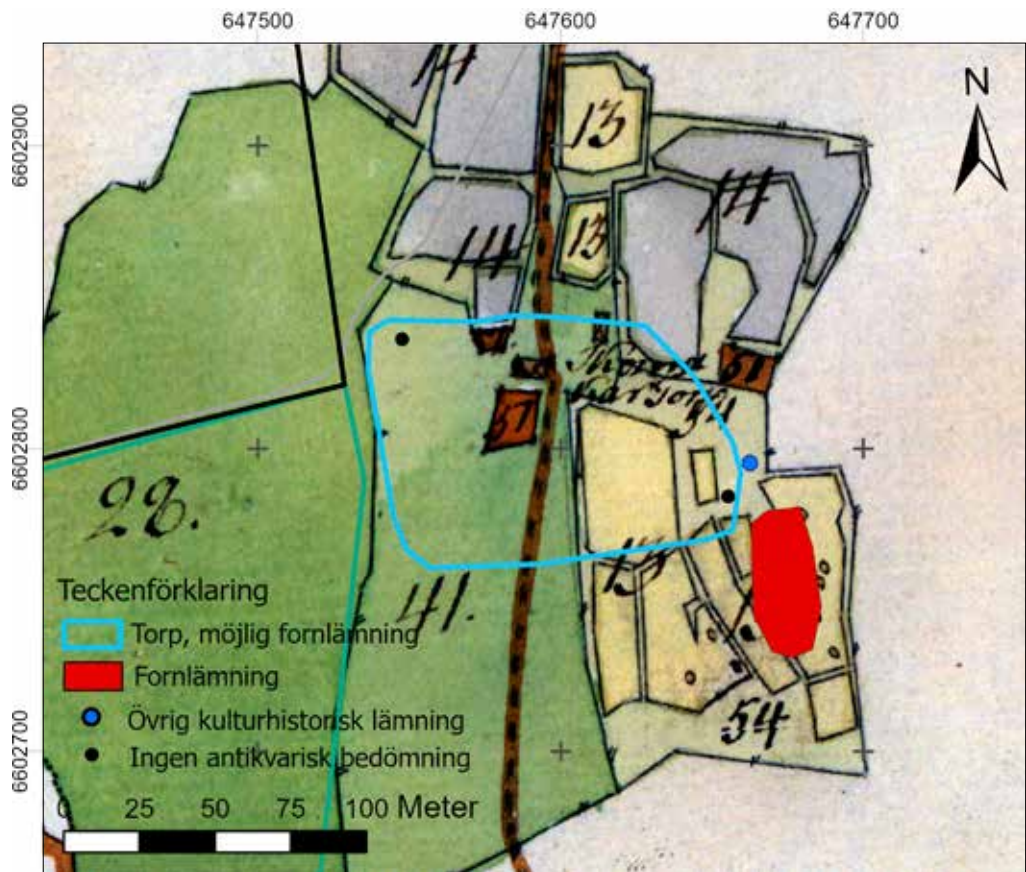 647500 647600 647700
N
6602900
6602800
6602700
14
13
14
14
13
57
57
28.
41.
13
54
Teckenförklaring
Torp, möjlig fornlämning
Fornlämning
Övrig kulturhistorisk lämning
Ingen antikvarisk bedömning
0 25 50 75 100 Meter